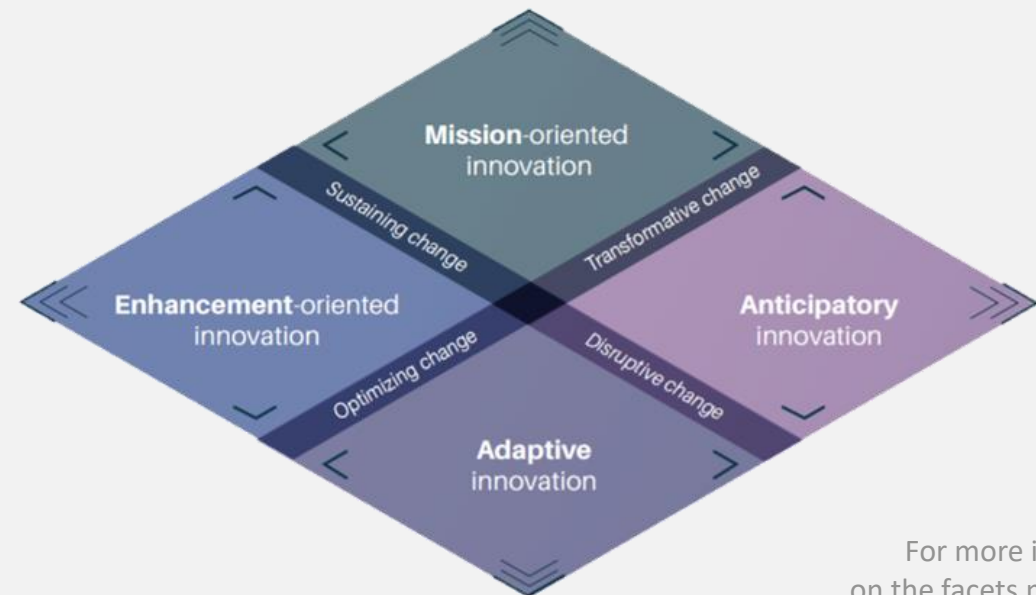 Mission-oriented
innovation
Sustaining change
Transformative change
Enhancement-oriented
innovation
Anticipatory
innovation
Optimizing change
Disruptive change
Adaptive
innovation
For more
on the facets